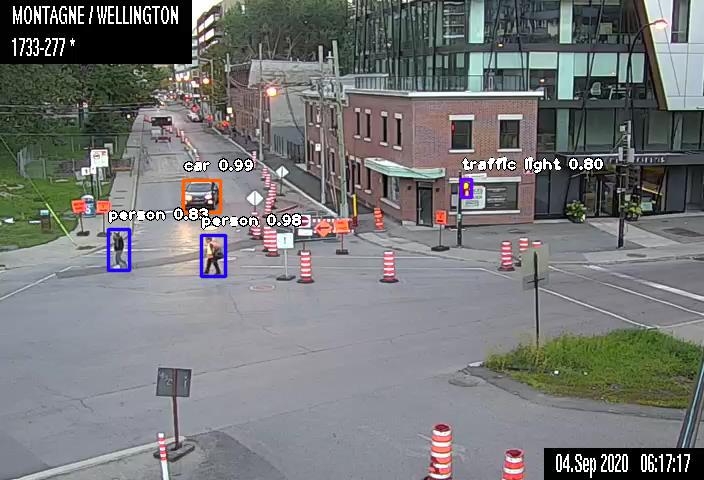 MONTAGNE / WELLINGTON
1733-277 *
car 0.99
traffic light 0.80
person 0.83
person 0.98
04.Sep 2020 06:17:17